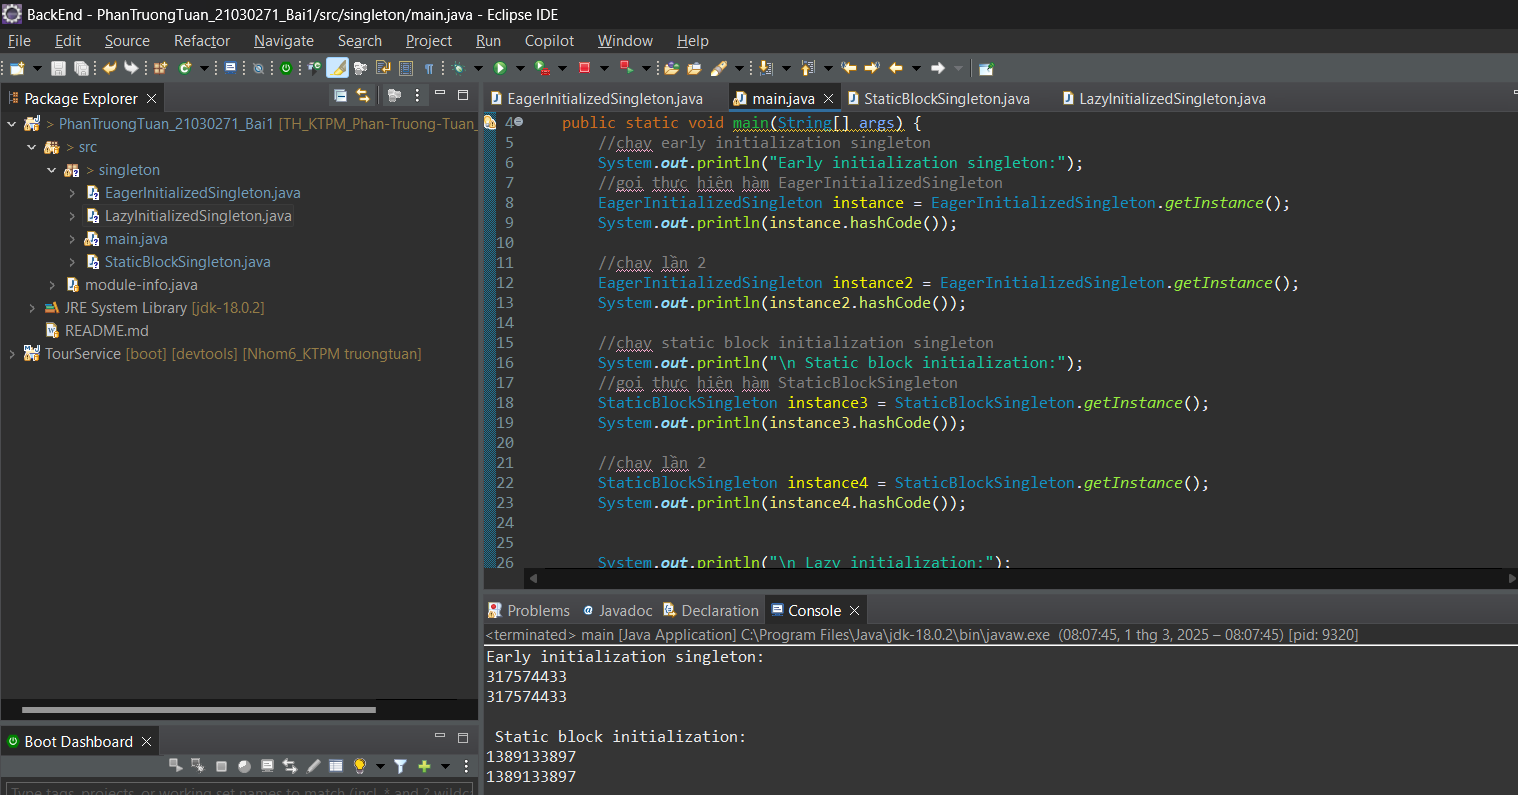 BackEnd - PhanTruongTuan_21030271_Bai1/src/singleton/main.java - Eclipse IDE
File Edit Source Refactor Navigate Search Project Run Copilot Window Help
Package Explorer
> PhanTruongTuan_21030271_Bai1 [TH_KTPM_Phan-Truong-Tuan_
> src
> singleton
EagerInitializedSingleton.java
LazyInitializedSingleton.java
main.java
StaticBlockSingleton.java
module-info.java
JRE System Library [jdk-18.0.2]
README.md
TourService [boot] [devtools] [Nhom6_KTPM truongtuan]
Boot Dashboard
Type tags, projects, or working set names to match (incl. * and ? wildc
EagerInitializedSingleton.java main.java StaticBlockSingleton.java LazyInitializedSingleton.java
4 public static void main(String[] args) {
5 //chạy early initialization singleton
6 System.out.println("Early initialization singleton:");
7 //gọi thực hiện hàm EagerInitializedSingleton
8 EagerInitializedSingleton instance = EagerInitializedSingleton.getInstance();
9 System.out.println(instance.hashCode());
10
11 //chạy lần 2
12 EagerInitializedSingleton instance2 = EagerInitializedSingleton.getInstance();
13 System.out.println(instance2.hashCode());
14
15 //chạy static block initialization singleton
16 System.out.println("\n Static block initialization:");
17 //gọi thực hiện hàm StaticBlockSingleton
18 StaticBlockSingleton instance3 = StaticBlockSingleton.getInstance();
19 System.out.println(instance3.hashCode());
20
21 //chạy lần 2
22 StaticBlockSingleton instance4 = StaticBlockSingleton.getInstance();
23 System.out.println(instance4.hashCode());
24
25
26 System.out.println("\n Lazy initialization:");
Problems Javadoc Declaration Console
<terminated> main [Java Application] C:\Program Files\Java\jdk-18.0.2\bin\javaw.exe (08:07:45, 1 thg 3, 2025 – 08:07:45) [pid: 9320]
Early initialization singleton:
317574433
317574433
Static block initialization:
1389133897
1389133897